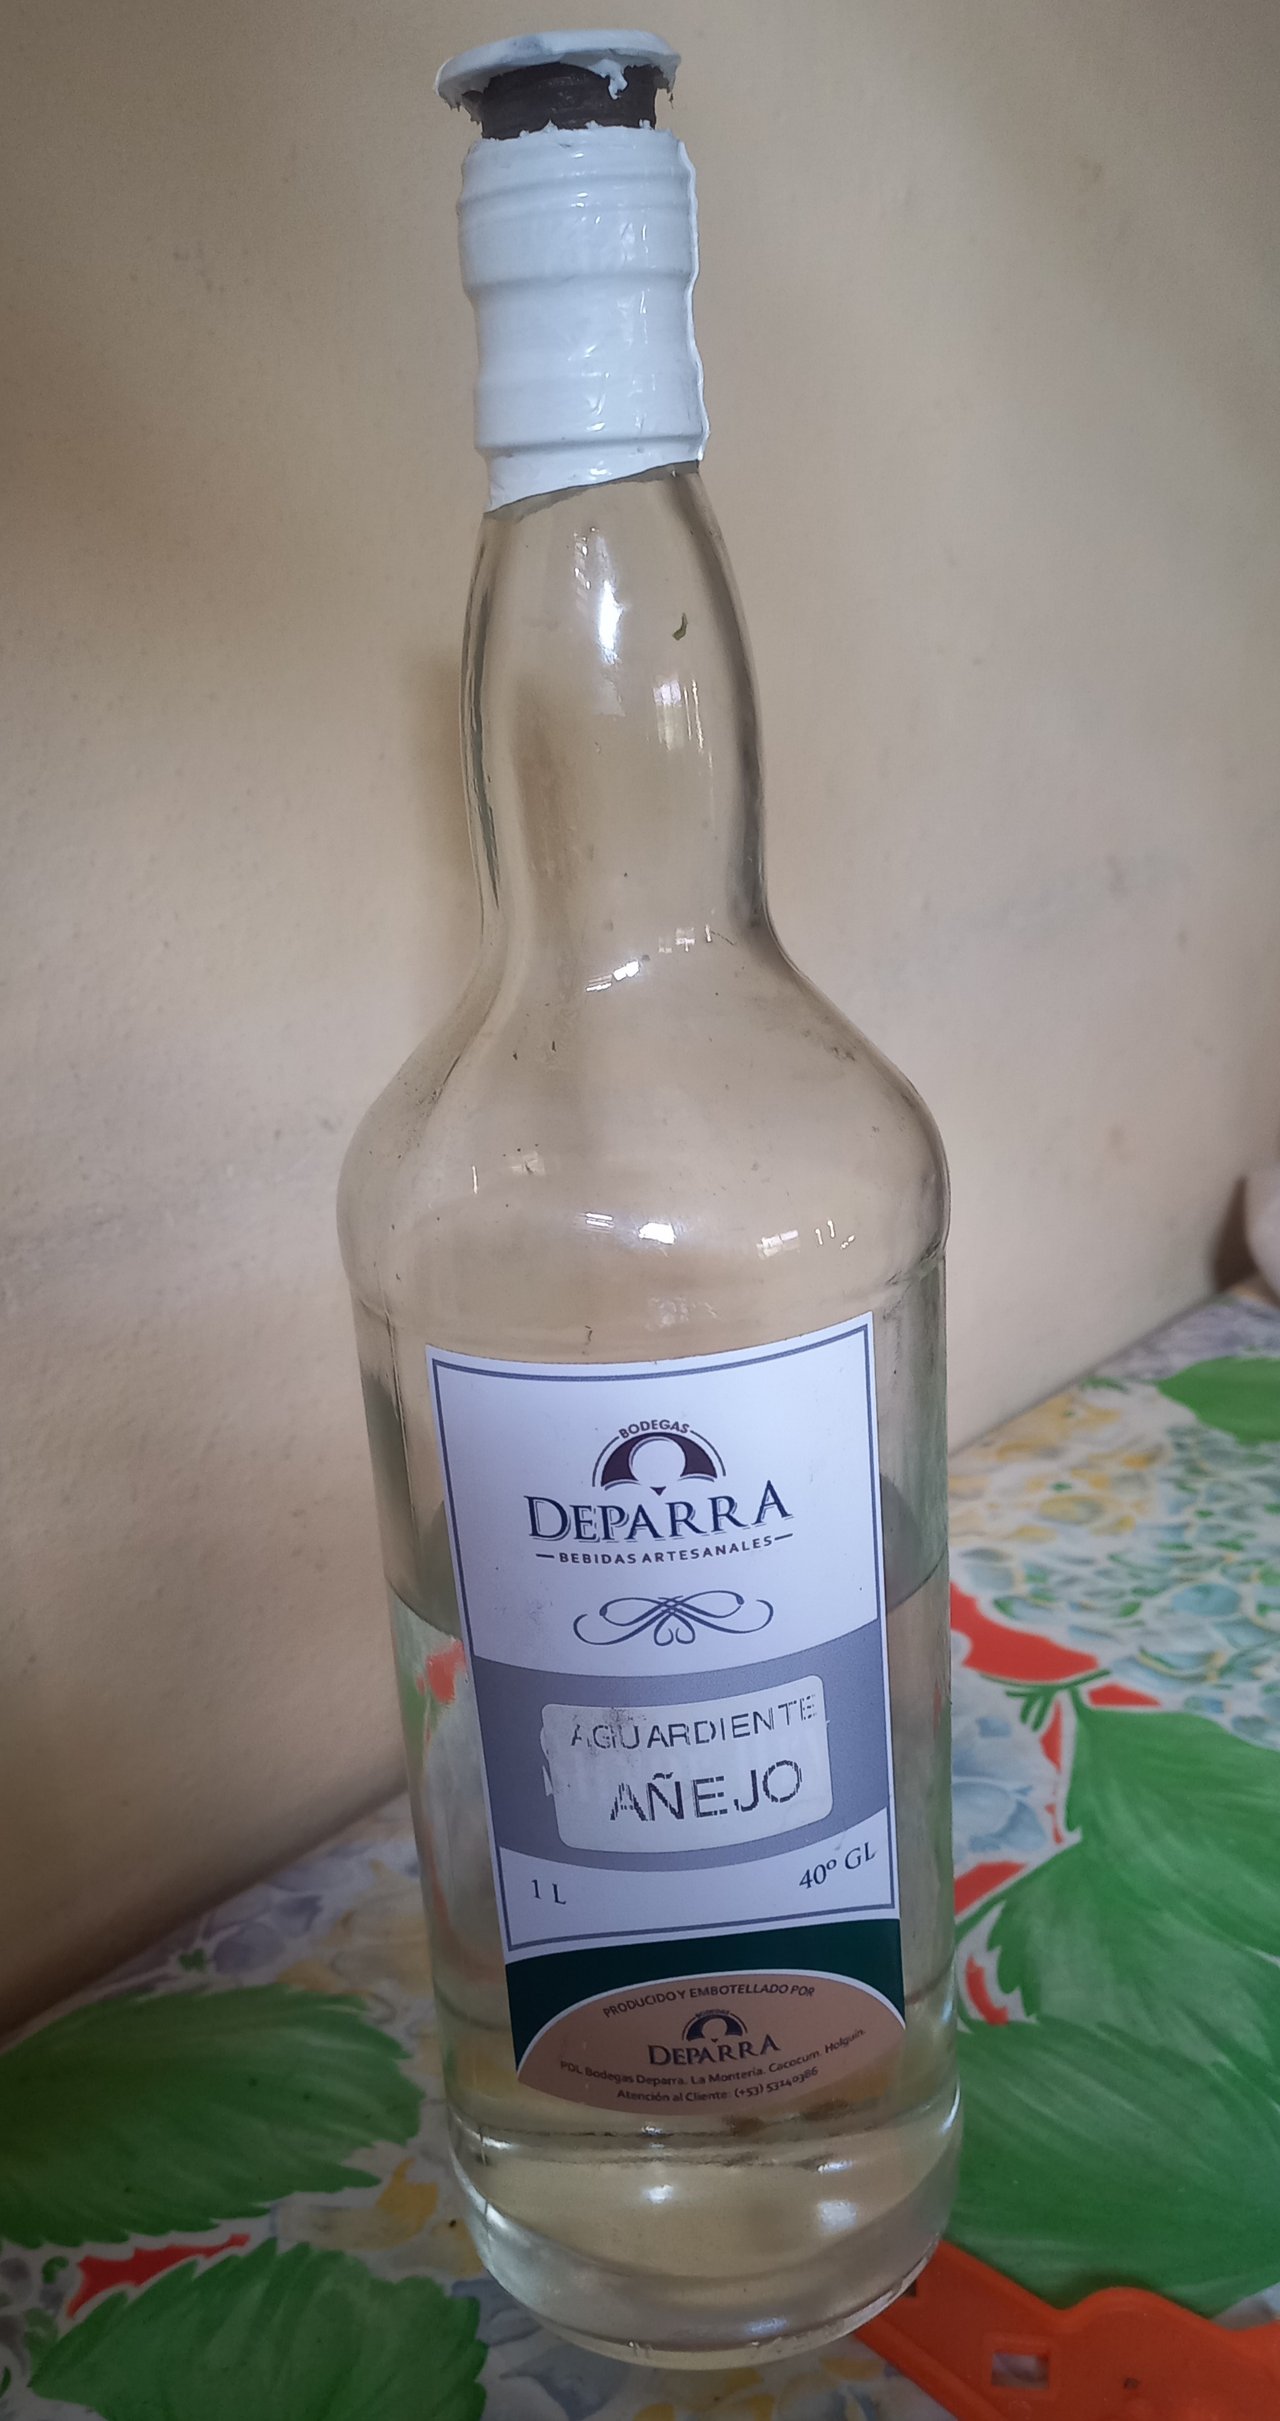 BODEGAS
DEPARRA
BEBIDAS ARTESANALES
AGUARDIENTE
AÑEJO
1 L
40º GL
PRODUCIDO Y EMBOTELLADO POR
BODEGAS
DEPARRA
PDL Bodegas Deparra. La Montería. Cacocum. Holguín.
Atención al Cliente: (+53) 53240386